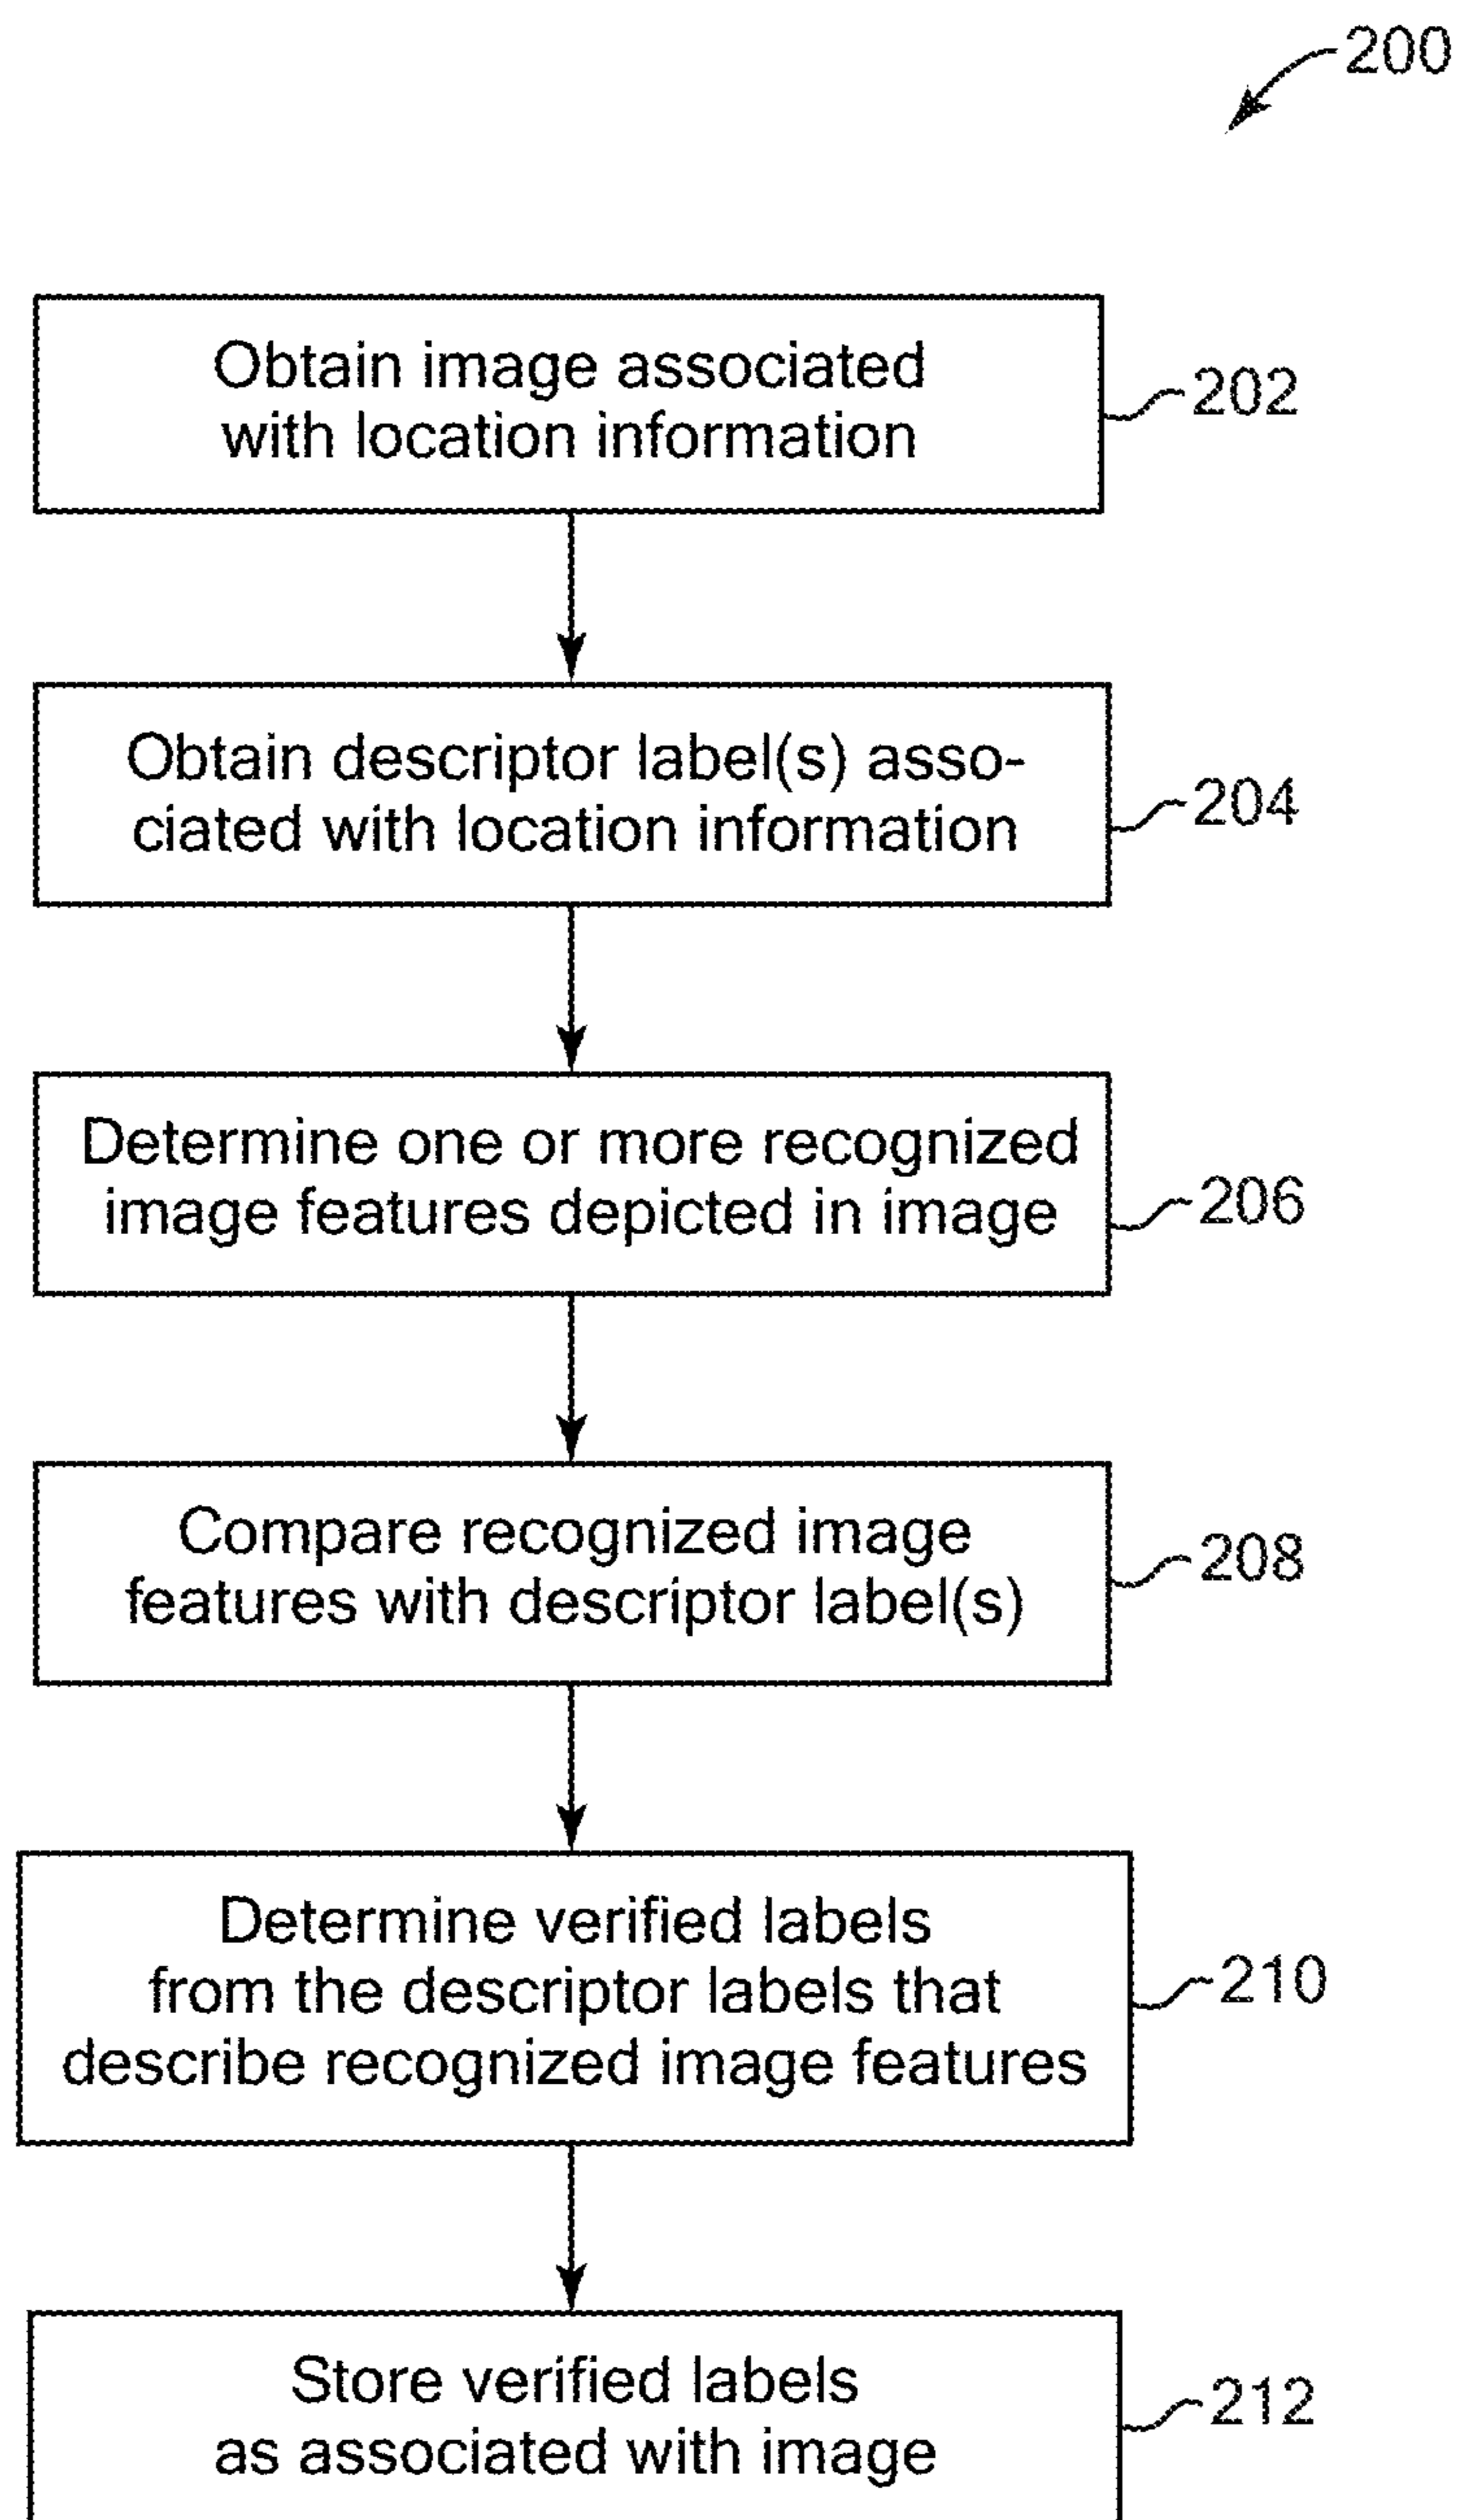 200
Obtain image associated
with location information
202
Obtain descriptor label(s) asso-
ciated with location information
204
Determine one or more recognized
image features depicted in image
206
Compare recognized image
features with descriptor label(s)
208
Determine verified labels
from the descriptor labels that
describe recognized image features
210
Store verified labels
as associated with image
212